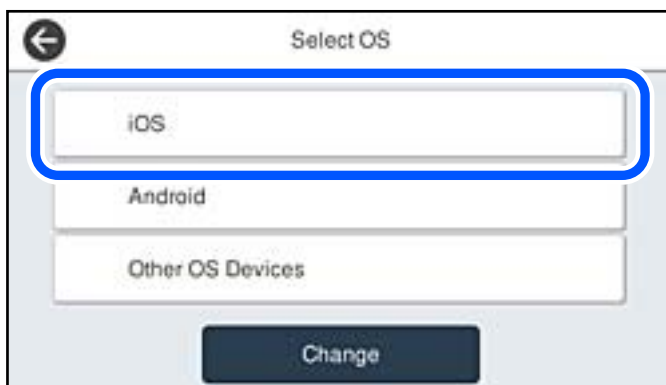 Select OS
iOS
Android
Other OS Devices
Change